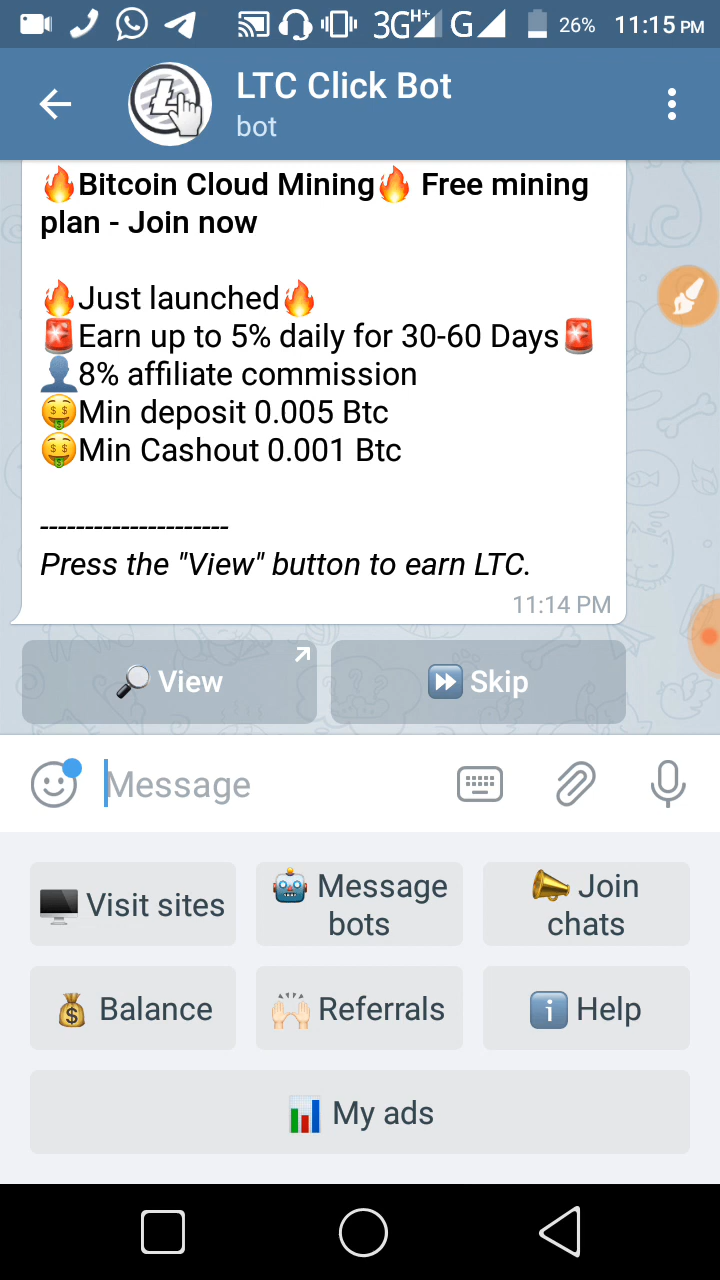 3G H+ G 26% 11:15 PM
LTC Click Bot
bot
🔥Bitcoin Cloud Mining🔥 Free mining
plan - Join now
🔥Just launched🔥
🚨Earn up to 5% daily for 30-60 Days🚨
👤8% affiliate commission
🤑Min deposit 0.005 Btc
🤑Min Cashout 0.001 Btc
---------------------
Press the "View" button to earn LTC.
11:14 PM
🔎 View ⏩ Skip
Message
🖥 Visit sites 🤖 Message bots 📣 Join chats
💰 Balance 🙌🏻 Referrals ℹ️ Help
📊 My ads